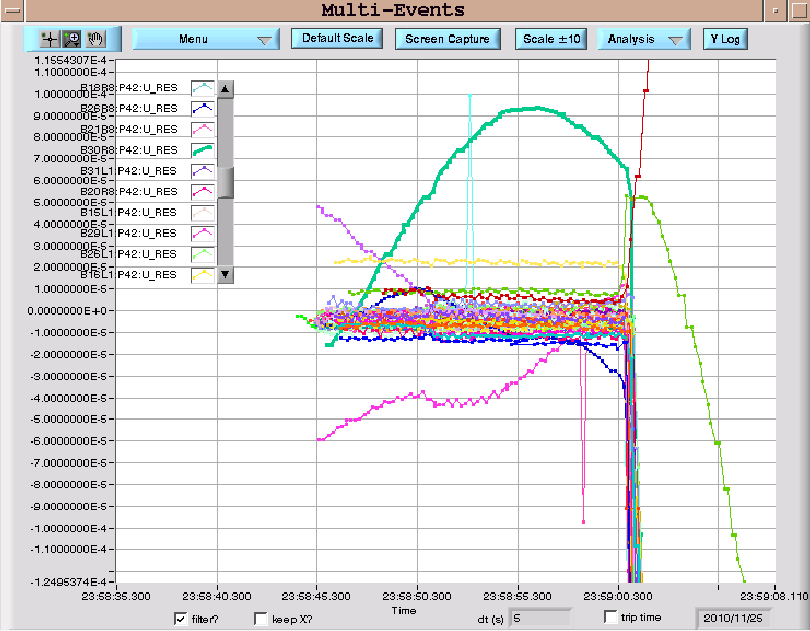 Multi-Events
Menu Default Scale Screen Capture Scale ±10 Analysis Y Log
1.1554307E-4
1.1000000E-4
B18R8:P42:U_RES
1.0000000E-4
B26R8:P42:U_RES
9.0000000E-5
B21R8:P42:U_RES
8.0000000E-5
B30R8:P42:U_RES
7.0000000E-5
B31L1:P42:U_RES
6.0000000E-5
B20R8:P42:U_RES
5.0000000E-5
B15L1:P42:U_RES
4.0000000E-5
B29L1:P42:U_RES
3.0000000E-5
B26L1:P42:U_RES
2.0000000E-5
B16L1:P42:U_RES
1.0000000E-5
0.0000000E+0
-1.0000000E-5
-2.0000000E-5
-3.0000000E-5
-4.0000000E-5
-5.0000000E-5
-6.0000000E-5
-7.0000000E-5
-8.0000000E-5
-9.0000000E-5
-1.0000000E-4
-1.1000000E-4
-1.2495374E-4
23:58:35.300 23:58:40.300 23:58:45.300 23:58:50.300 23:58:55.300 23:59:00.300 23:59:08.110
Time
filter? keep X? dt (s) 5 trip time 2010/11/25